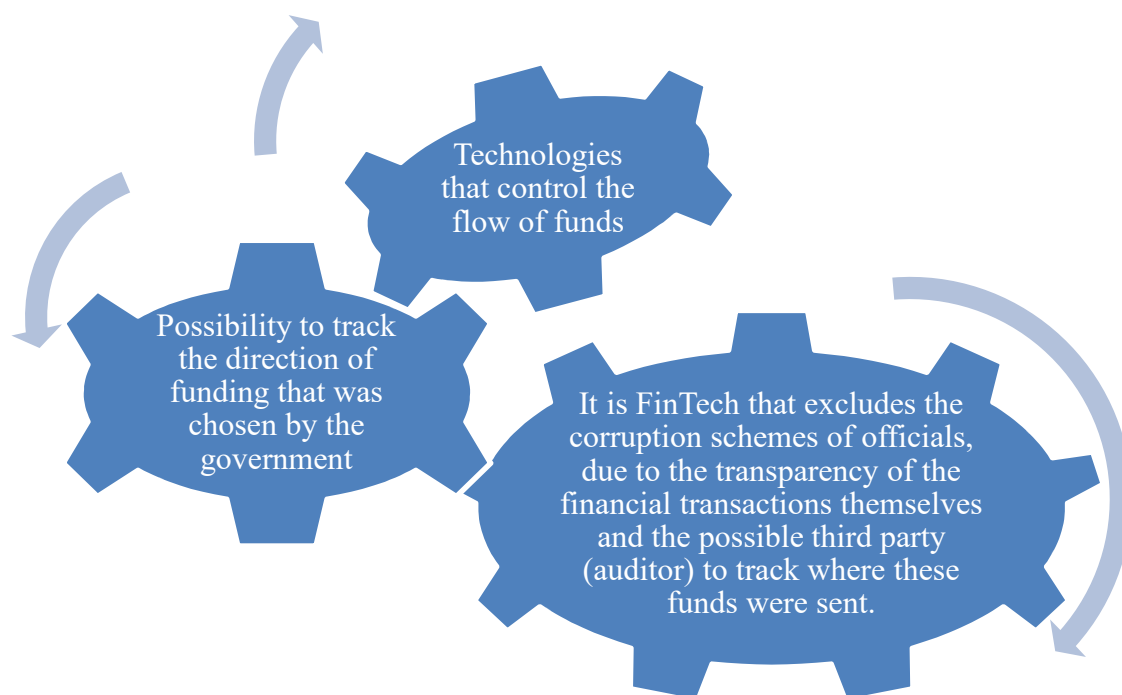 Technologies
that control the
flow of funds
Possibility to track
the direction of
funding that was
chosen by the
government
It is FinTech that excludes the
corruption schemes of officials,
due to the transparency of the
financial transactions themselves
and the possible third party
(auditor) to track where these
funds were sent.